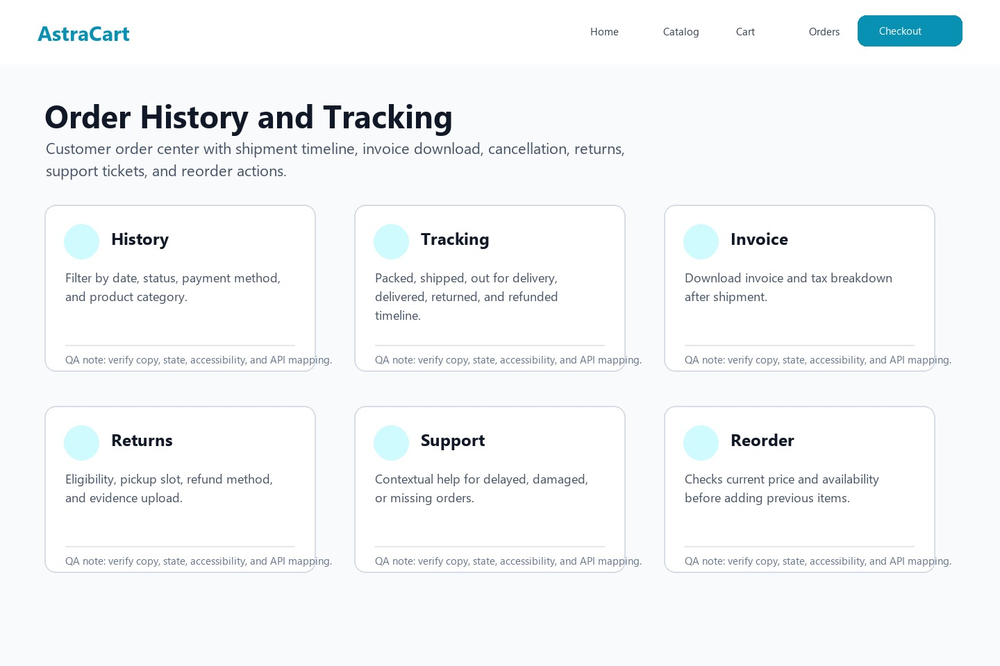 AstraCart
Home
Catalog
Cart
Orders
Checkout
Order History and Tracking
Customer order center with shipment timeline, invoice download, cancellation, returns,
support tickets, and reorder actions.
History
Filter by date, status, payment method,
and product category.
QA note: verify copy, state, accessibility, and API mapping.
Tracking
Packed, shipped, out for delivery,
delivered, returned, and refunded
timeline.
QA note: verify copy, state, accessibility, and API mapping.
Invoice
Download invoice and tax breakdown
after shipment.
QA note: verify copy, state, accessibility, and API mapping.
Returns
Eligibility, pickup slot, refund method,
and evidence upload.
QA note: verify copy, state, accessibility, and API mapping.
Support
Contextual help for delayed, damaged,
or missing orders.
QA note: verify copy, state, accessibility, and API mapping.
Reorder
Checks current price and availability
before adding previous items.
QA note: verify copy, state, accessibility, and API mapping.